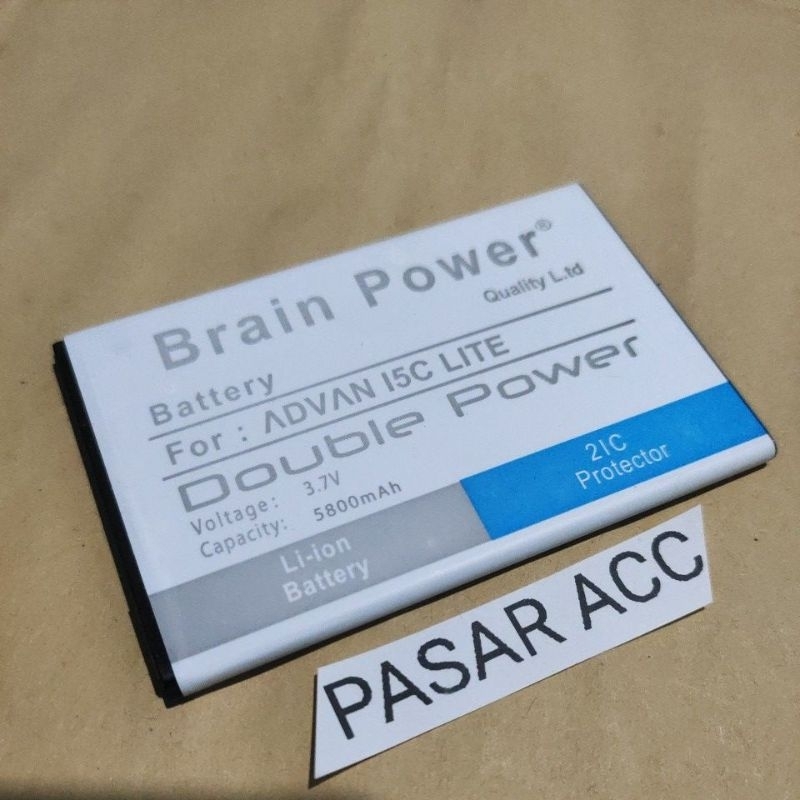 Brain Power®
Quality L.td
Battery
For : ADVAN I5C LITE
Double Power
Voltage: 3.7V
Capacity: 5800mAh
Li-ion
Battery
2IC
Protector
PASAR ACC